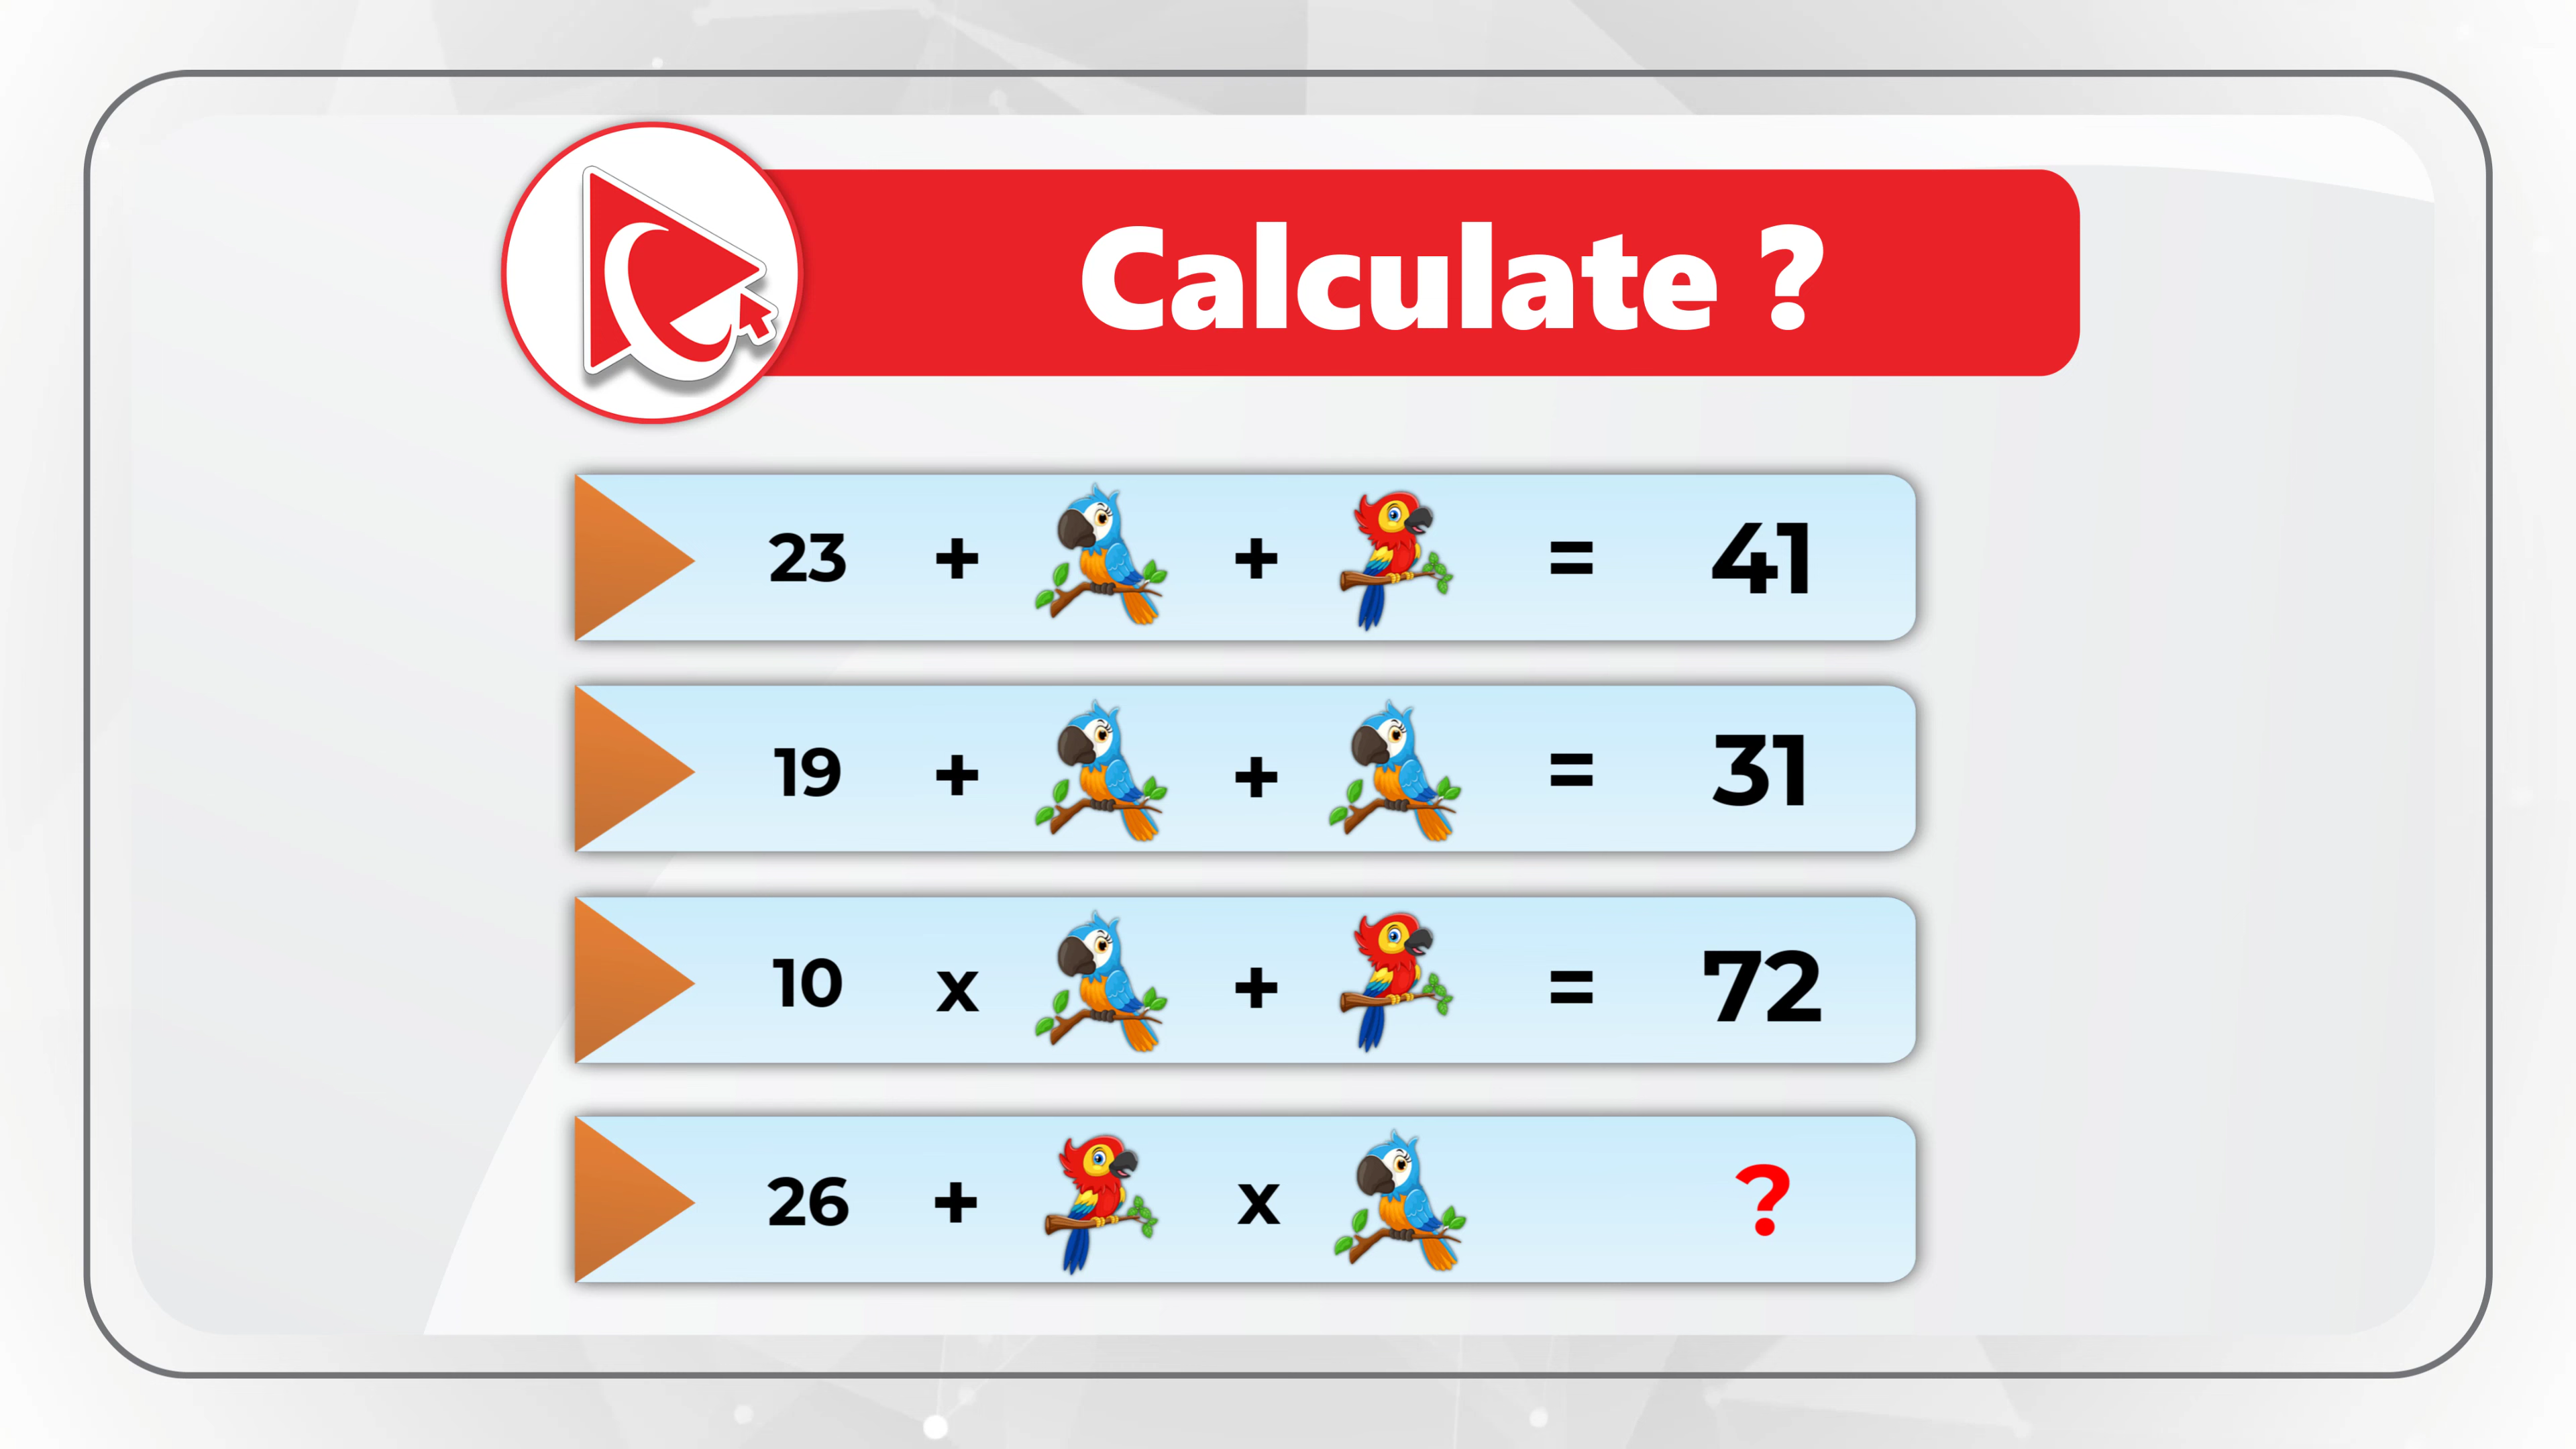 Calculate ?
23 + + = 41
19 + + = 31
10 x + = 72
26 + x ?